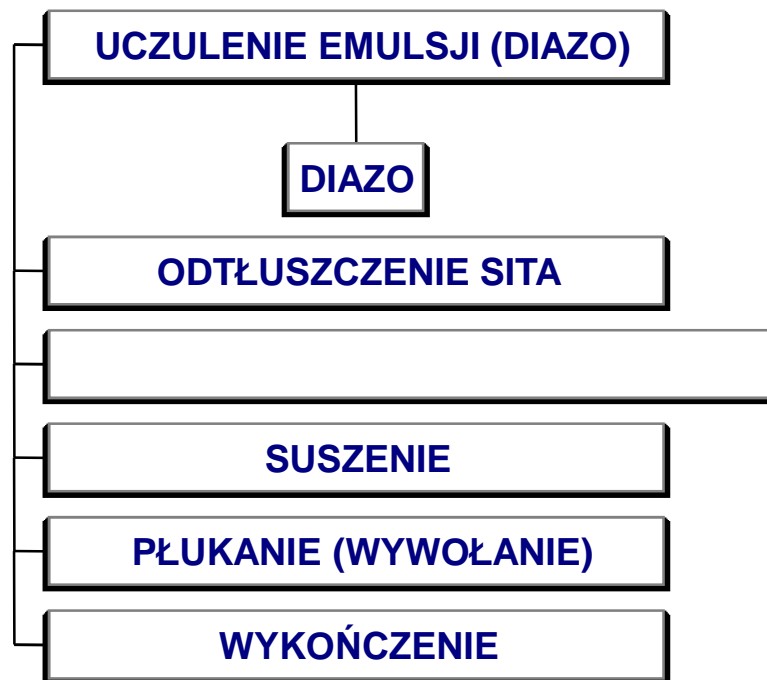 UCZULENIE EMULSJI (DIAZO)
DIAZO
ODTŁUSZCZENIE SITA
SUSZENIE
PŁUKANIE (WYWOŁANIE)
WYKOŃCZENIE